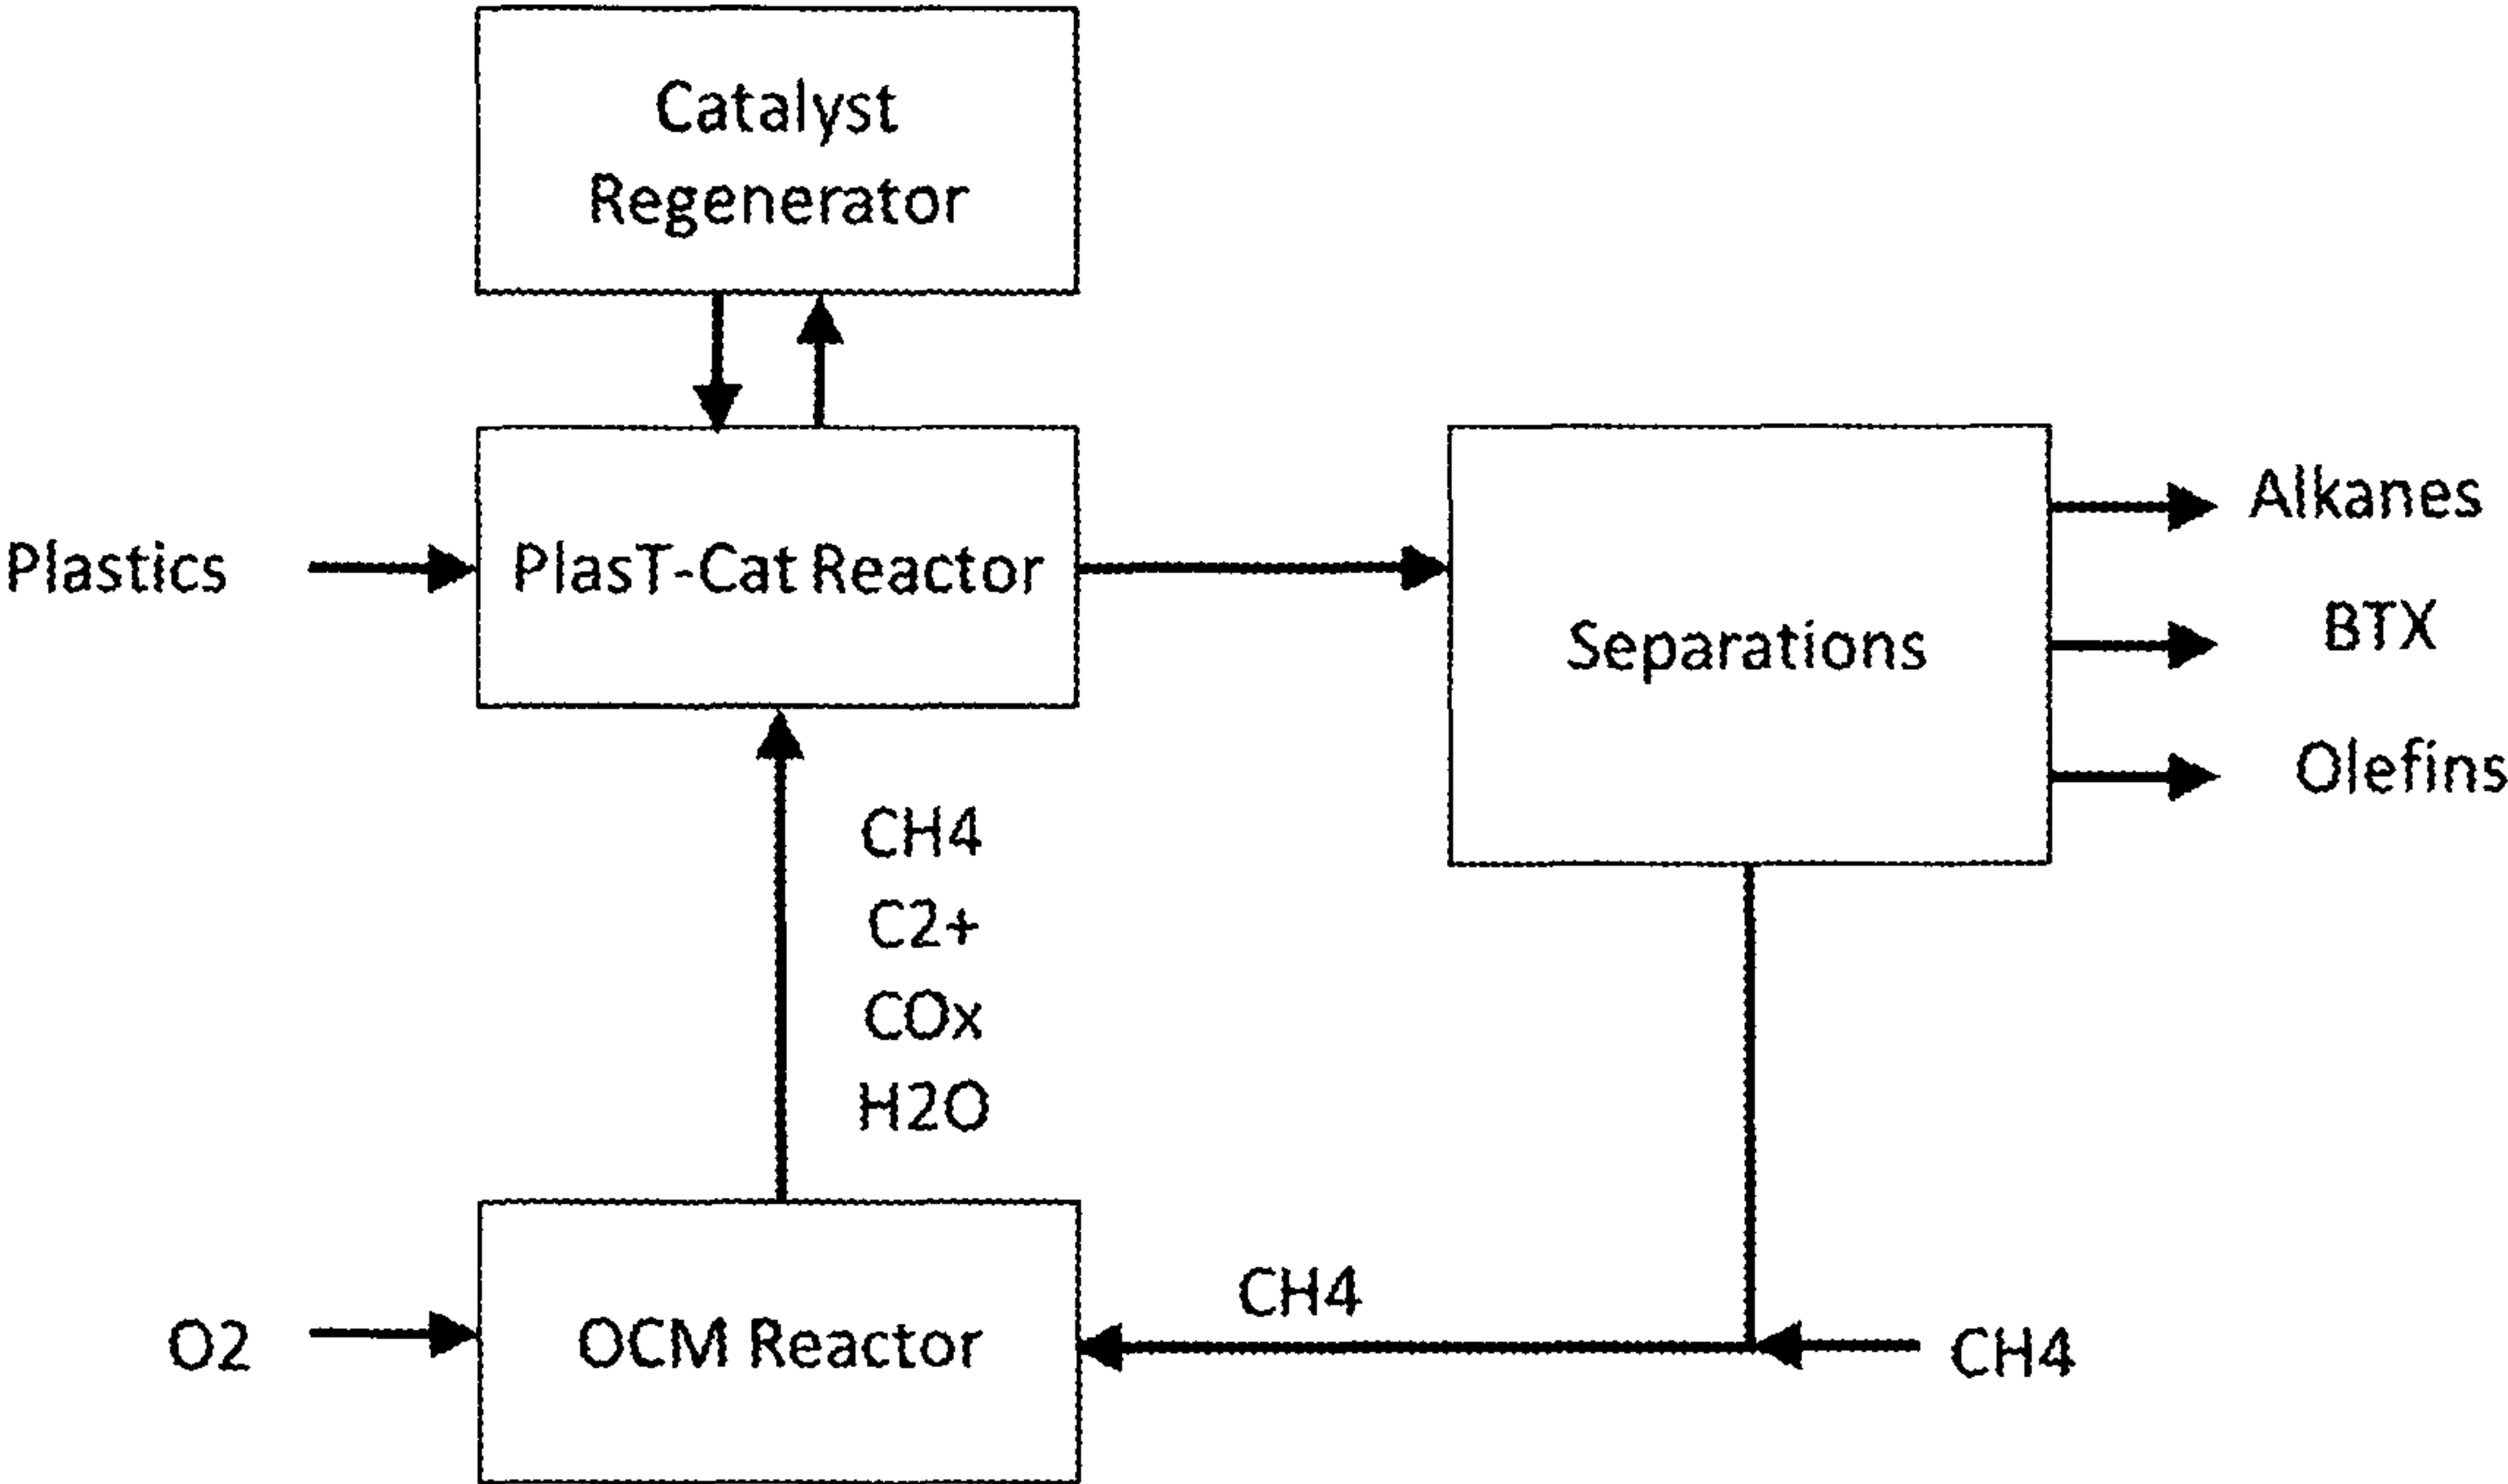 Catalyst
Regenerator
Plastics
PlasT-Cat Reactor
Separations
Alkanes
BTX
Olefins
CH4
C2+
COx
H2O
O2
OCM Reactor
CH4
CH4